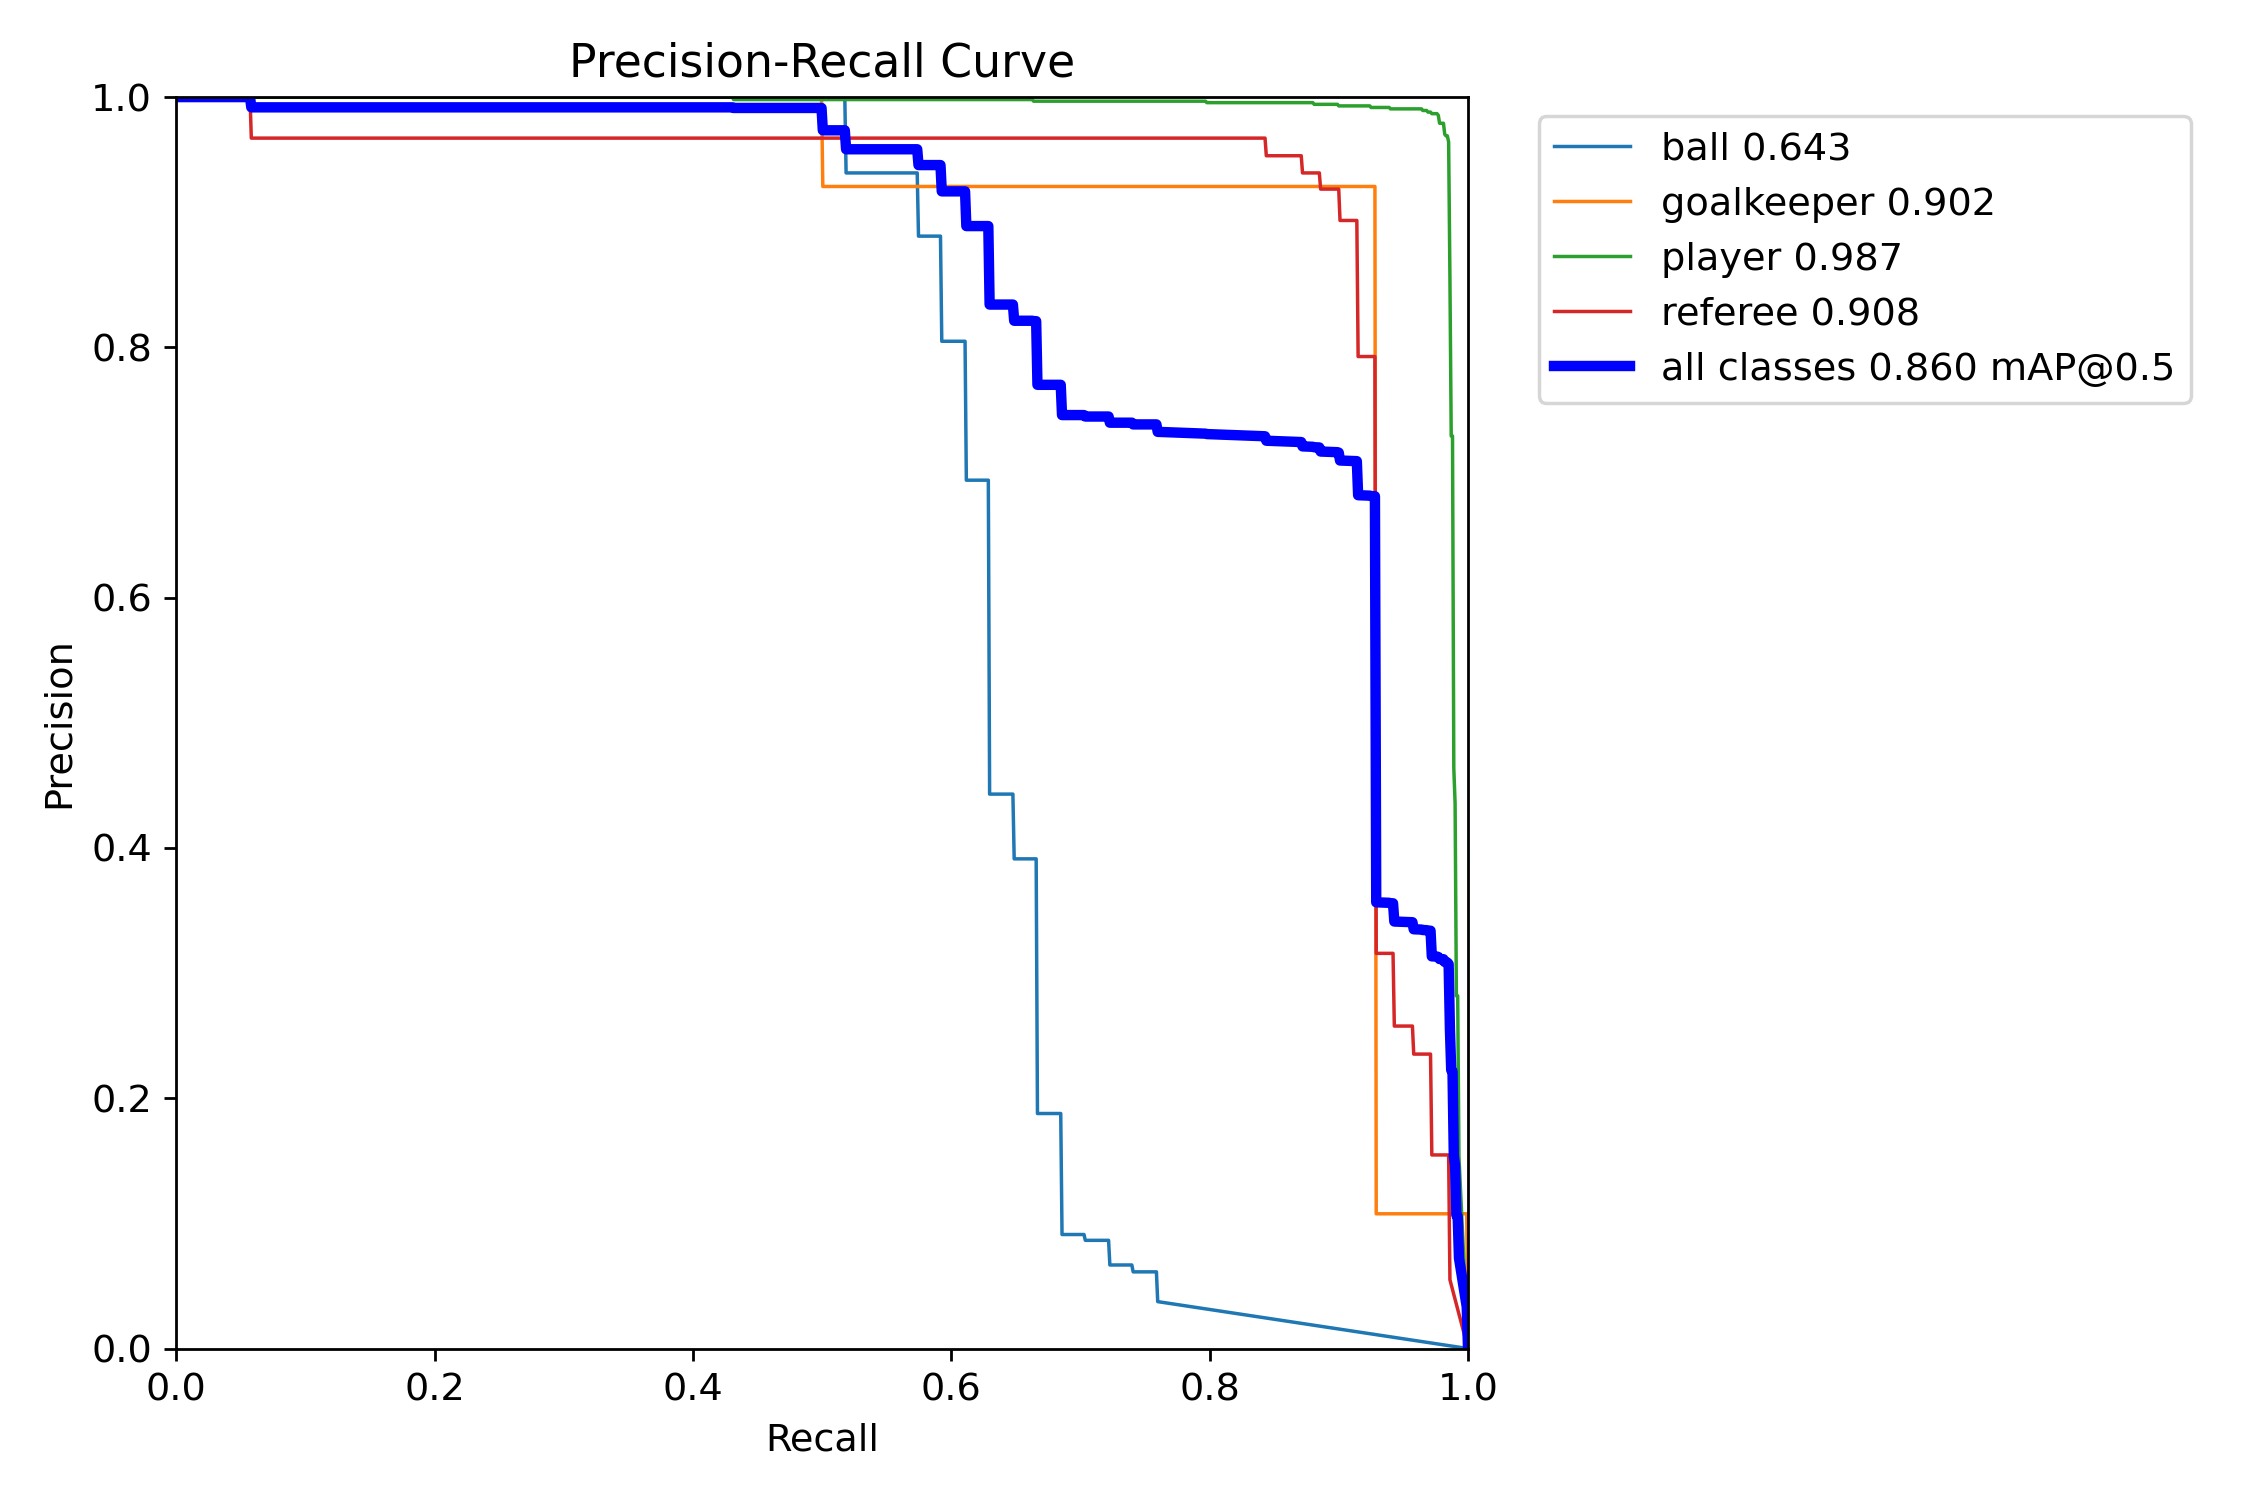 Precision-Recall Curve
1.0
0.8
0.6
0.4
0.2
0.0
Precision
0.0 0.2 0.4 0.6 0.8 1.0
Recall
ball 0.643
goalkeeper 0.902
player 0.987
referee 0.908
all classes 0.860 mAP@0.5